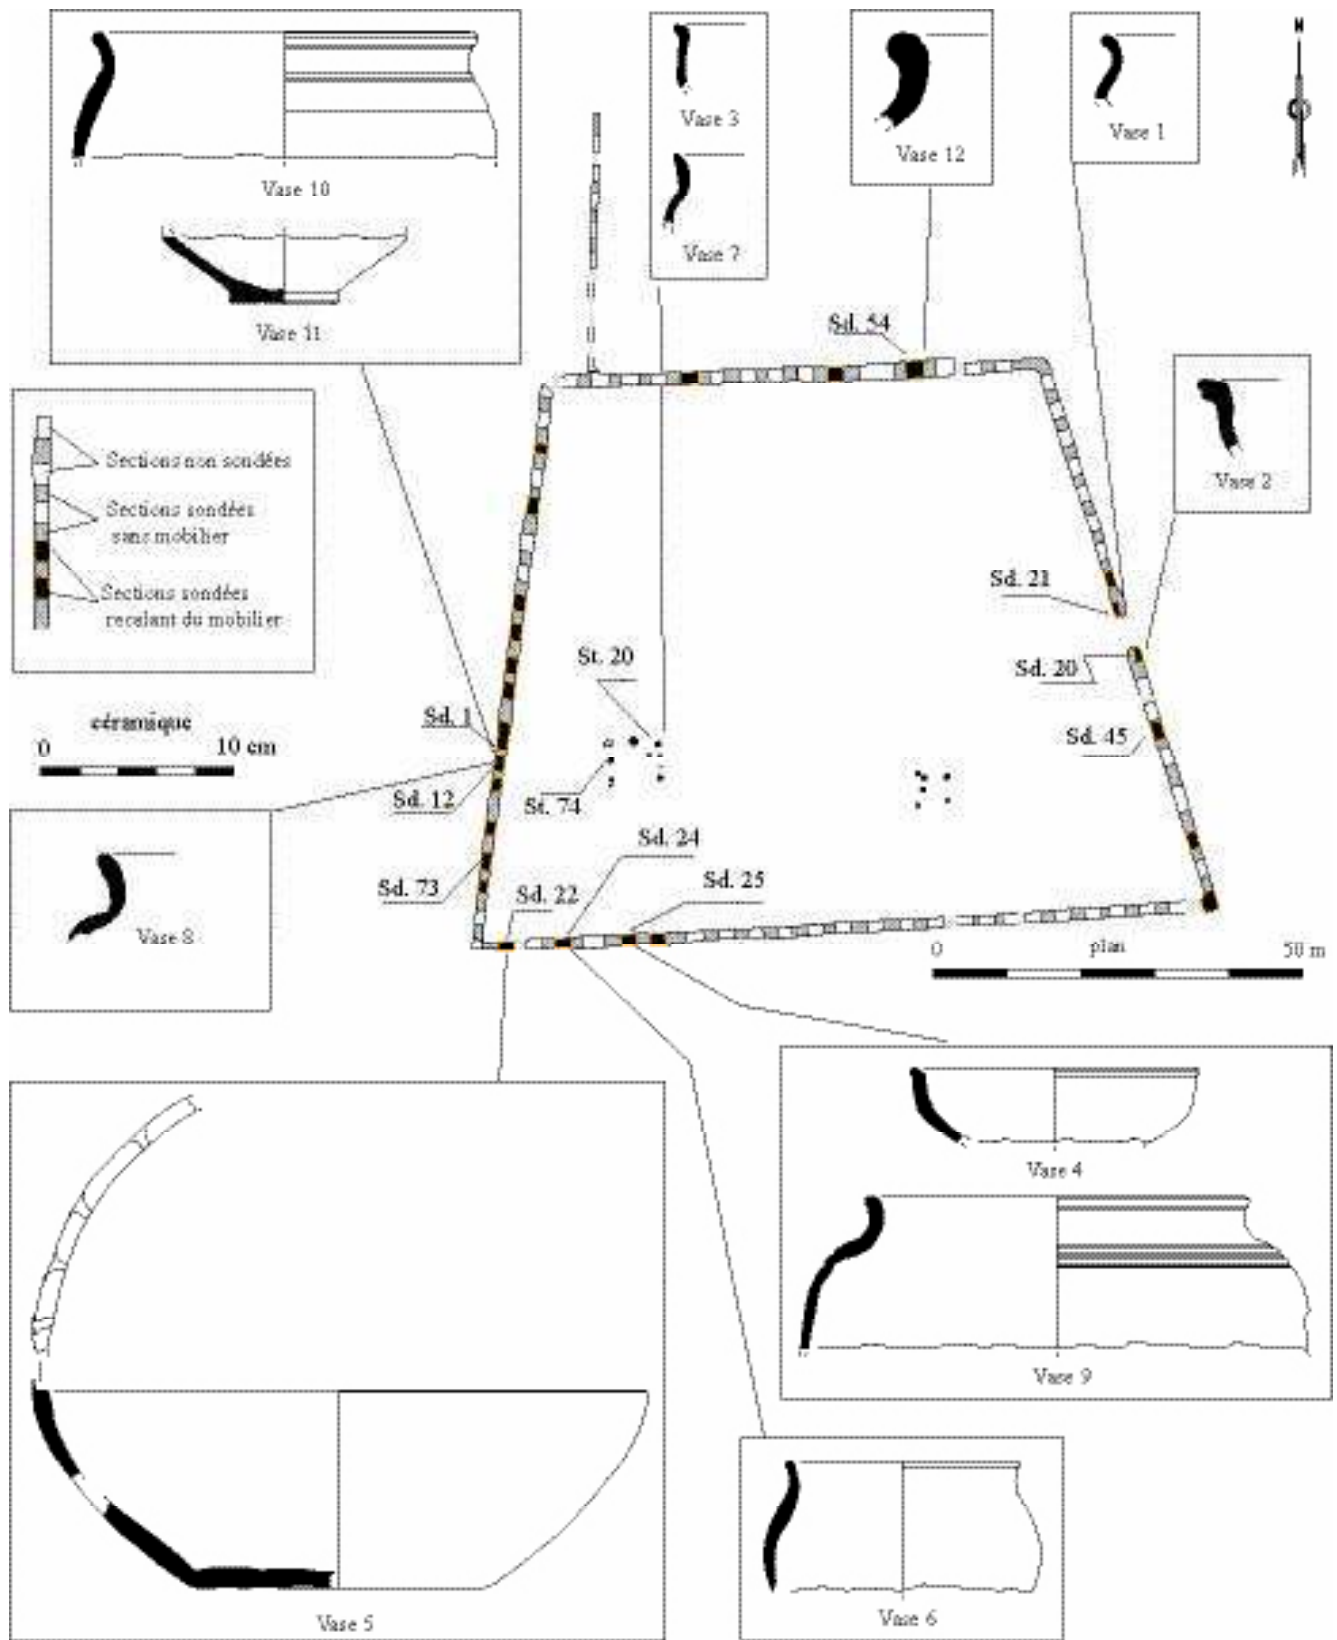 N
Vase 10
Vase 11
Vase 3
Vase 7
Vase 12
Vase 1
Vase 2
Sd. 54
Sections non sondées
Sections sondées
sans mobilier
Sections sondées
recelant du mobilier
céramique
0 10 cm
Sd. 21
Sd. 20
Sd. 45
St. 20
St. 74
Sd. 1
Sd. 12
Sd. 73
Sd. 22
Sd. 24
Sd. 25
Vase 8
0 plan 50 m
Vase 4
Vase 9
Vase 5
Vase 6